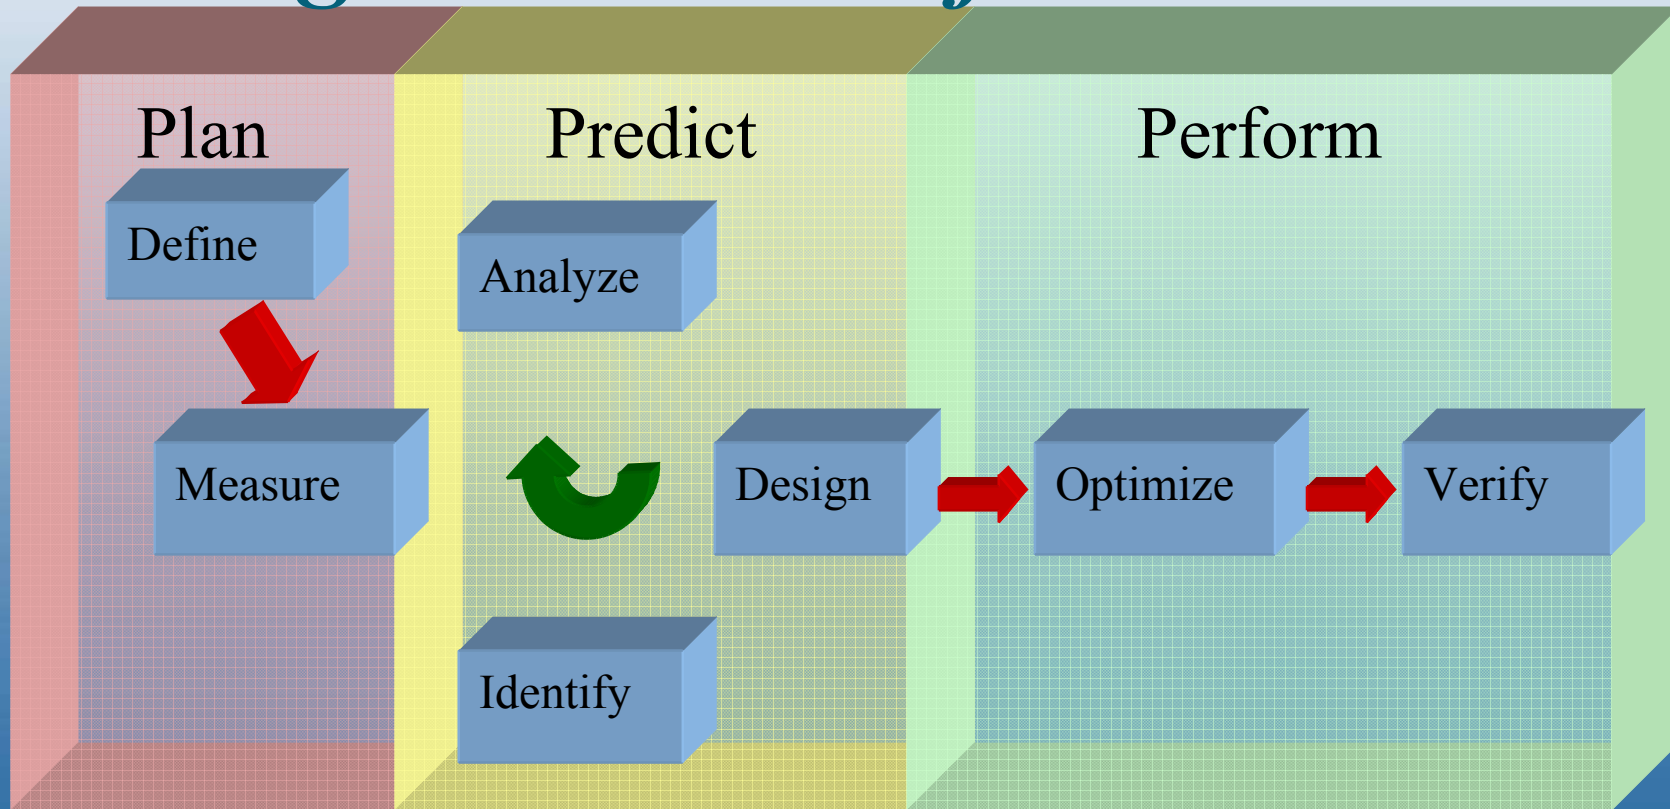 Plan
Predict
Perform
Define
Analyze
Measure
Design
Optimize
Verify
Identify